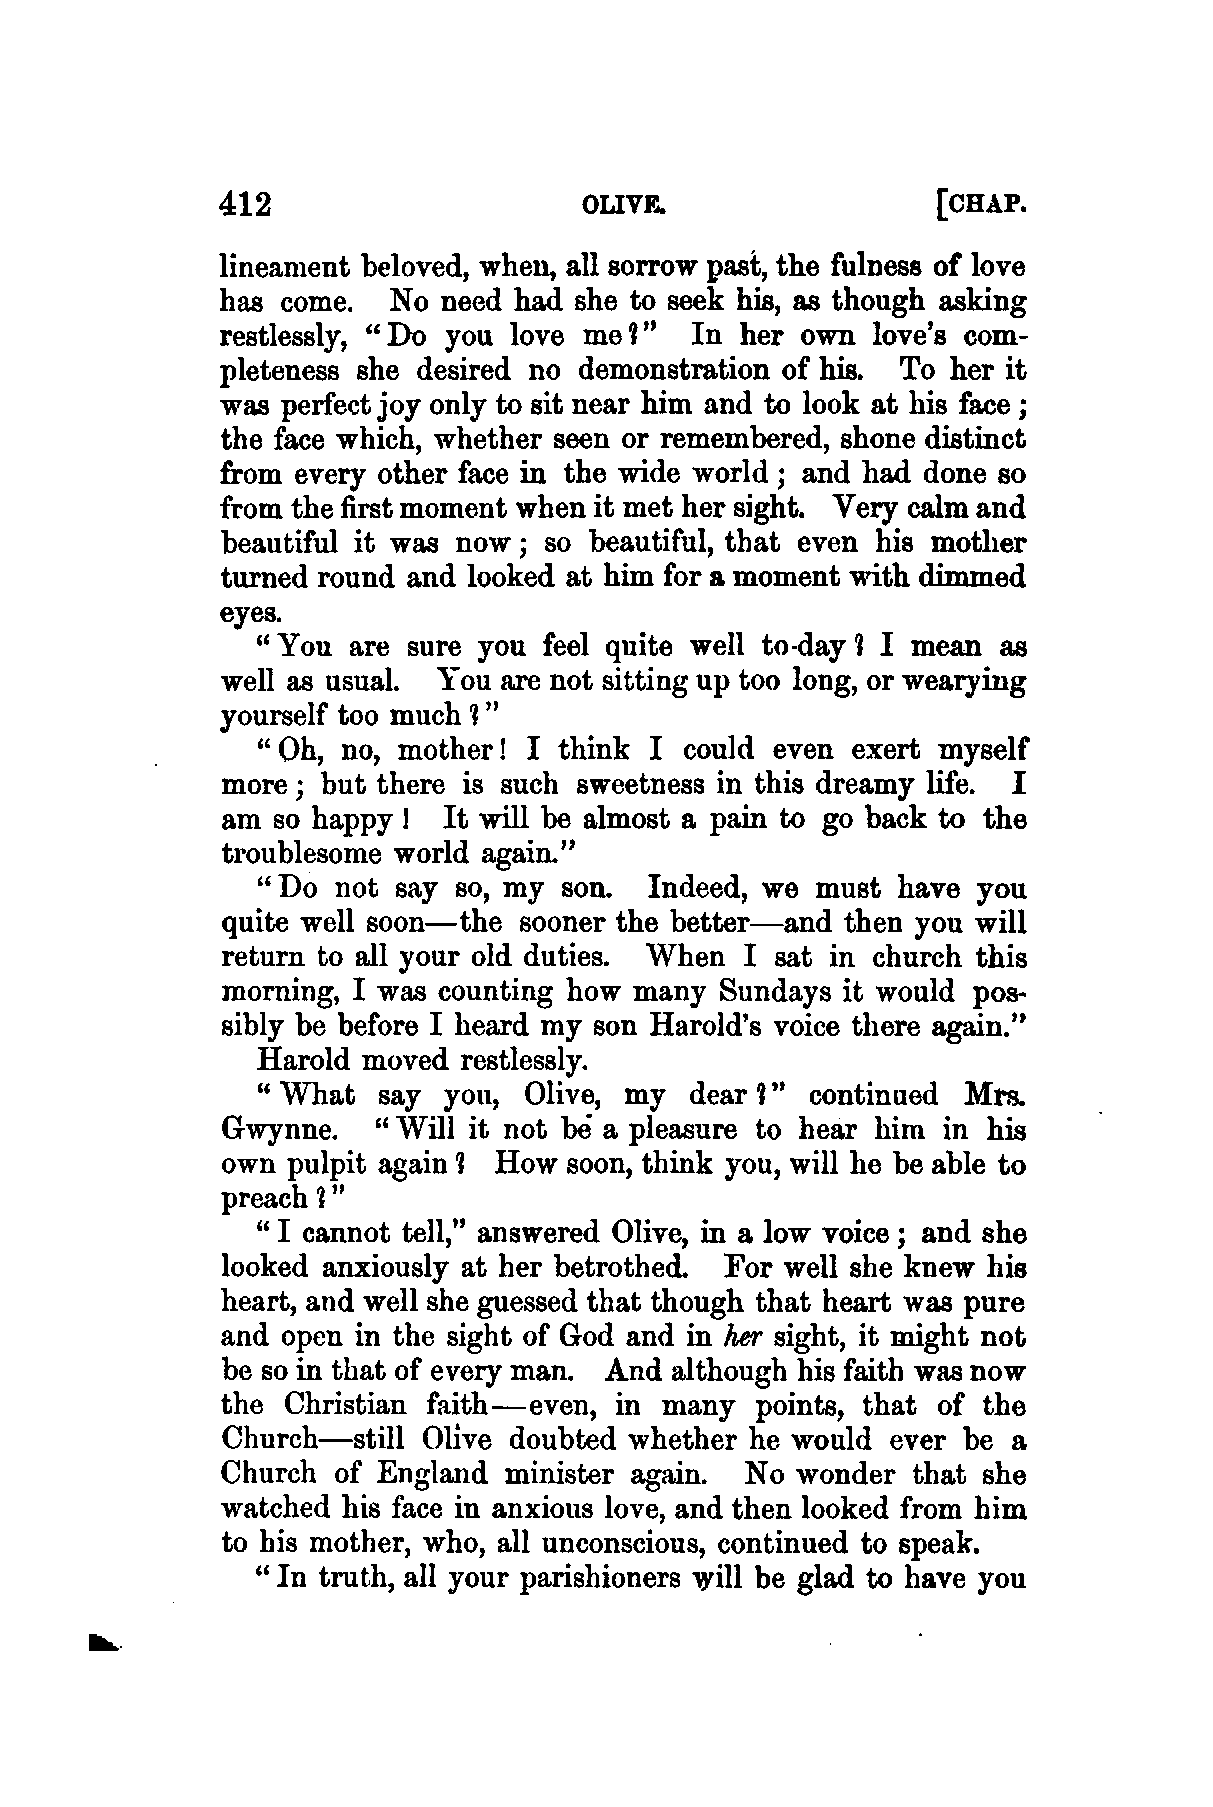 412 OLIVE. [CHAP.
lineament beloved, when, all sorrow past, the fulness of love
has come. No need had she to seek his, as though asking
restlessly, “Do you love me?” In her own love’s com-
pleteness she desired no demonstration of his. To her it
was perfect joy only to sit near him and to look at his face;
the face which, whether seen or remembered, shone distinct
from every other face in the wide world; and had done so
from the first moment when it met her sight. Very calm and
beautiful it was now; so beautiful, that even his mother
turned round and looked at him for a moment with dimmed
eyes.
“You are sure you feel quite well to-day? I mean as
well as usual. You are not sitting up too long, or wearying
yourself too much?”
“Oh, no, mother! I think I could even exert myself
more; but there is such sweetness in this dreamy life. I
am so happy! It will be almost a pain to go back to the
troublesome world again.”
“Do not say so, my son. Indeed, we must have you
quite well soon—the sooner the better—and then you will
return to all your old duties. When I sat in church this
morning, I was counting how many Sundays it would pos-
sibly be before I heard my son Harold’s voice there again.”
Harold moved restlessly.
“What say you, Olive, my dear?” continued Mrs.
Gwynne. “Will it not be a pleasure to hear him in his
own pulpit again? How soon, think you, will he be able to
preach?”
“I cannot tell,” answered Olive, in a low voice; and she
looked anxiously at her betrothed. For well she knew his
heart, and well she guessed that though that heart was pure
and open in the sight of God and in her sight, it might not
be so in that of every man. And although his faith was now
the Christian faith—even, in many points, that of the
Church—still Olive doubted whether he would ever be a
Church of England minister again. No wonder that she
watched his face in anxious love, and then looked from him
to his mother, who, all unconscious, continued to speak.
“In truth, all your parishioners will be glad to have you